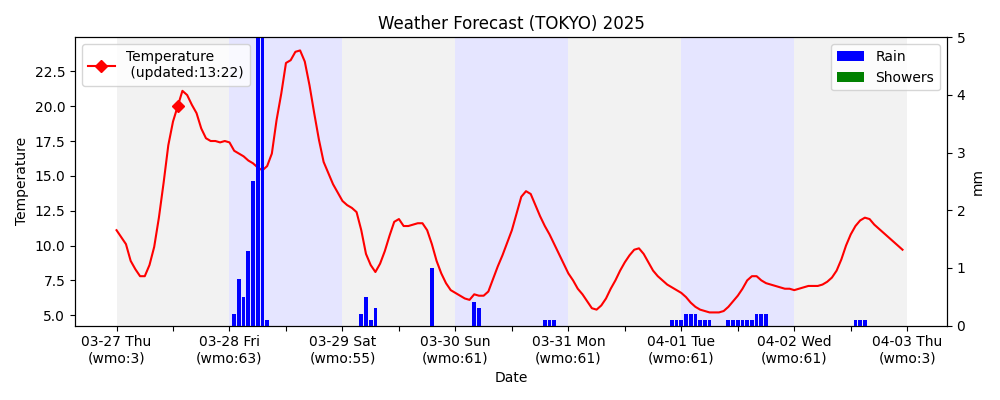 Weather Forecast (TOKYO) 2025
Temperature
(updated:13:22)
Rain
Showers
22.5
20.0
17.5
15.0
12.5
10.0
7.5
5.0
Temperature
5
4
3
2
1
0
mm
03-27 Thu
(wmo:3)
03-28 Fri
(wmo:63)
03-29 Sat
(wmo:55)
03-30 Sun
(wmo:61)
03-31 Mon
(wmo:61)
04-01 Tue
(wmo:61)
04-02 Wed
(wmo:61)
04-03 Thu
(wmo:3)
Date